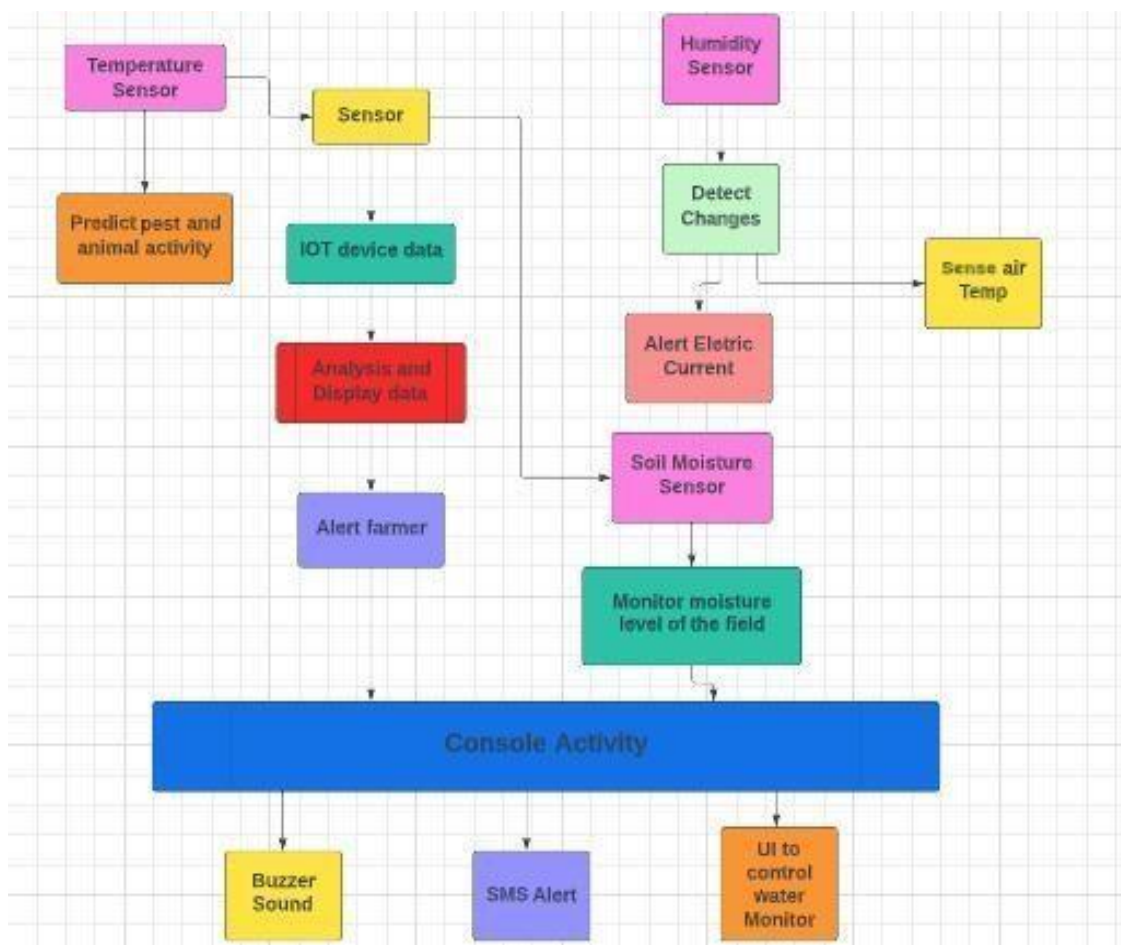 Temperature
Sensor
Humidity
Sensor
Sensor
Detect
Changes
Predict pest and
animal activity
IOT device data
Sense air
Temp
Alert Eletric
Current
Analysis and
Display data
Soil Moisture
Sensor
Alert farmer
Monitor moisture
level of the field
Console Activity
Buzzer
Sound
SMS Alert
UI to
control
water
Monitor